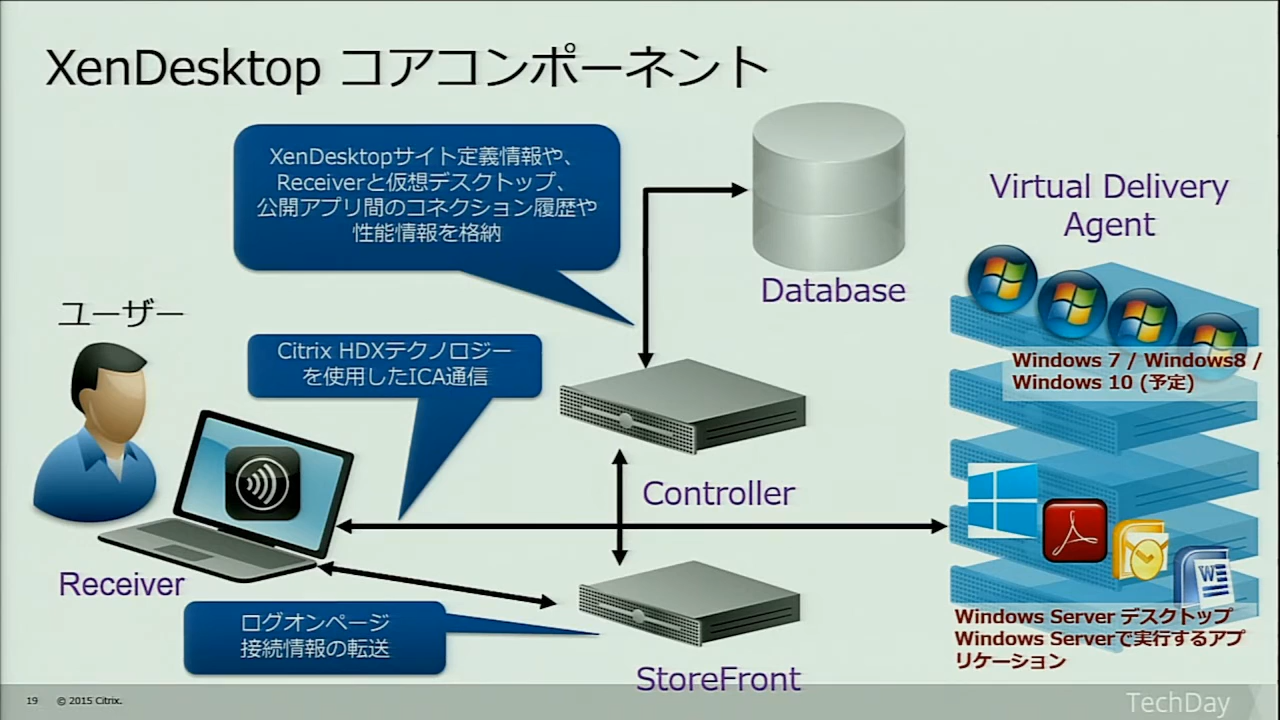 XenDesktop コアコンポーネント
XenDesktopサイト定義情報や、
Receiverと仮想デスクトップ、
公開アプリ間のコネクション履歴や
性能情報を格納
Database
Virtual Delivery
Agent
ユーザー
Citrix HDXテクノロジー
を使用したICA通信
Windows 7 / Windows8 /
Windows 10 (予定)
Controller
Receiver
ログオンページ
接続情報の転送
StoreFront
W
Windows Server デスクトップ
Windows Serverで実行するアプ
リケーション
19 © 2015 Citrix.
TechDay